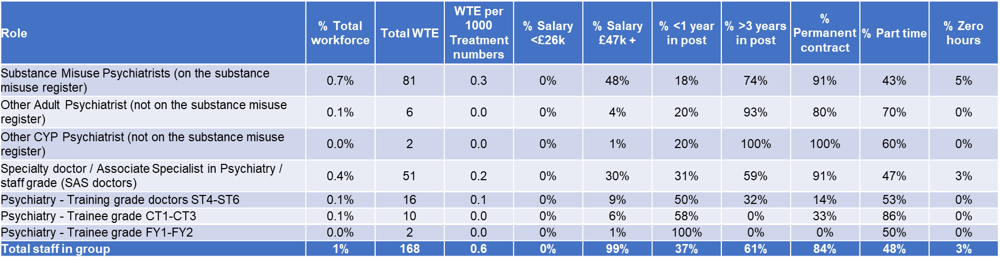 Role % Total workforce Total WTE WTE per 1000 Treatment numbers % Salary <£26k % Salary £47k + % <1 year in post % >3 years in post % Permanent contract % Part time % Zero hours
Substance Misuse Psychiatrists (on the substance misuse register) 0.7% 81 0.3 0% 48% 18% 74% 91% 43% 5%
Other Adult Psychiatrist (not on the substance misuse register) 0.1% 6 0.0 0% 4% 20% 93% 80% 70% 0%
Other CYP Psychiatrist (not on the substance misuse register) 0.0% 2 0.0 0% 1% 20% 100% 100% 60% 0%
Specialty doctor / Associate Specialist in Psychiatry / staff grade (SAS doctors) 0.4% 51 0.2 0% 30% 31% 59% 91% 47% 3%
Psychiatry - Training grade doctors ST4-ST6 0.1% 16 0.1 0% 9% 50% 32% 14% 53% 0%
Psychiatry - Trainee grade CT1-CT3 0.1% 10 0.0 0% 6% 58% 0% 33% 86% 0%
Psychiatry - Trainee grade FY1-FY2 0.0% 2 0.0 0% 1% 100% 0% 0% 50% 0%
Total staff in group 1% 168 0.6 0% 99% 37% 61% 84% 48% 3%